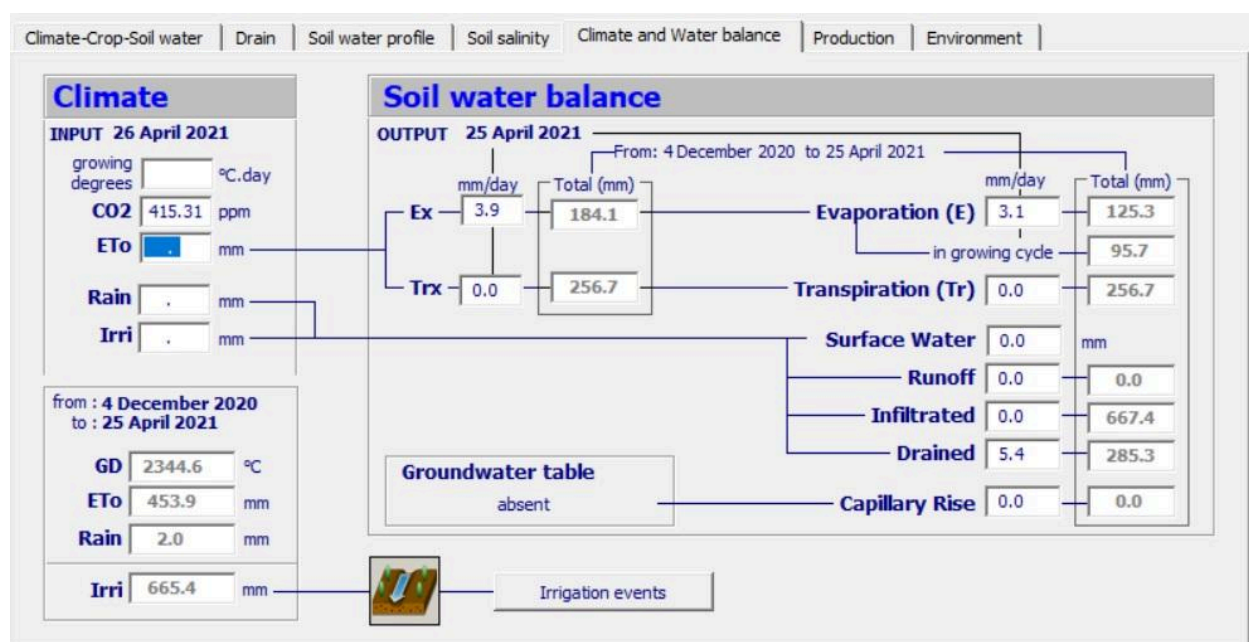 Climate-Crop-Soil water Drain Soil water profile Soil salinity Climate and Water balance Production Environment
Climate
INPUT 26 April 2021
growing degrees °C.day
CO2 415.31 ppm
ETo . mm
Rain . mm
Irri . mm
from : 4 December 2020
to : 25 April 2021
GD 2344.6 °C
ETo 453.9 mm
Rain 2.0 mm
Irri 665.4 mm
Irrigation events
Soil water balance
OUTPUT 25 April 2021
From: 4 December 2020 to 25 April 2021
mm/day Total (mm) mm/day Total (mm)
Ex 3.9 184.1 Evaporation (E) 3.1 125.3
in growing cycle 95.7
Trx 0.0 256.7 Transpiration (Tr) 0.0 256.7
Surface Water 0.0 mm
Runoff 0.0 0.0
Infiltrated 0.0 667.4
Drained 5.4 285.3
Groundwater table
absent
Capillary Rise 0.0 0.0